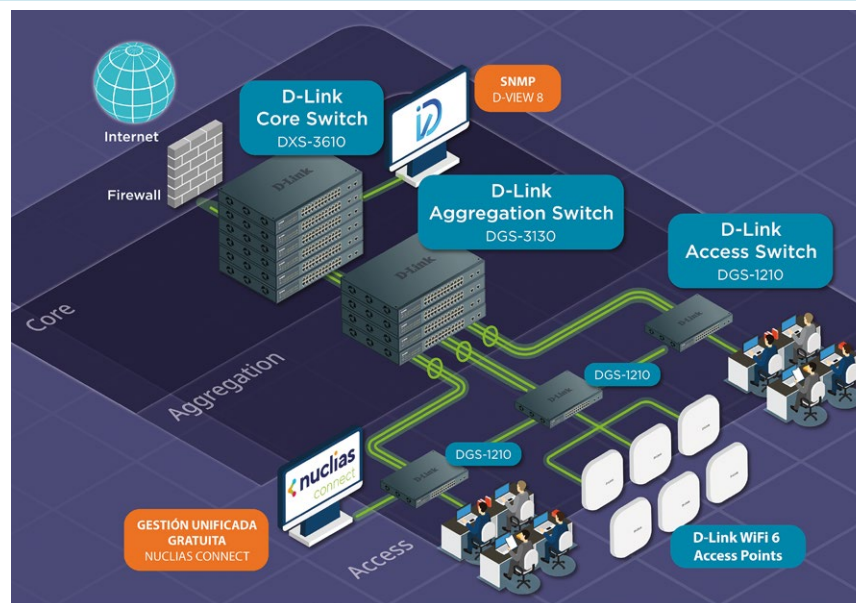 Internet
Firewall
D-Link
Core Switch
DXS-3610
SNMP
D-VIEW 8
D-Link
D-Link
Aggregation Switch
DGS-3130
D-Link
D-Link
Access Switch
DGS-1210
Core
Aggregation
Access
D-Link
DGS-1210
D-Link
DGS-1210
D-Link
nuclias
connect
GESTIÓN UNIFICADA
GRATUITA
NUCLIAS CONNECT
D-Link WiFi 6
Access Points